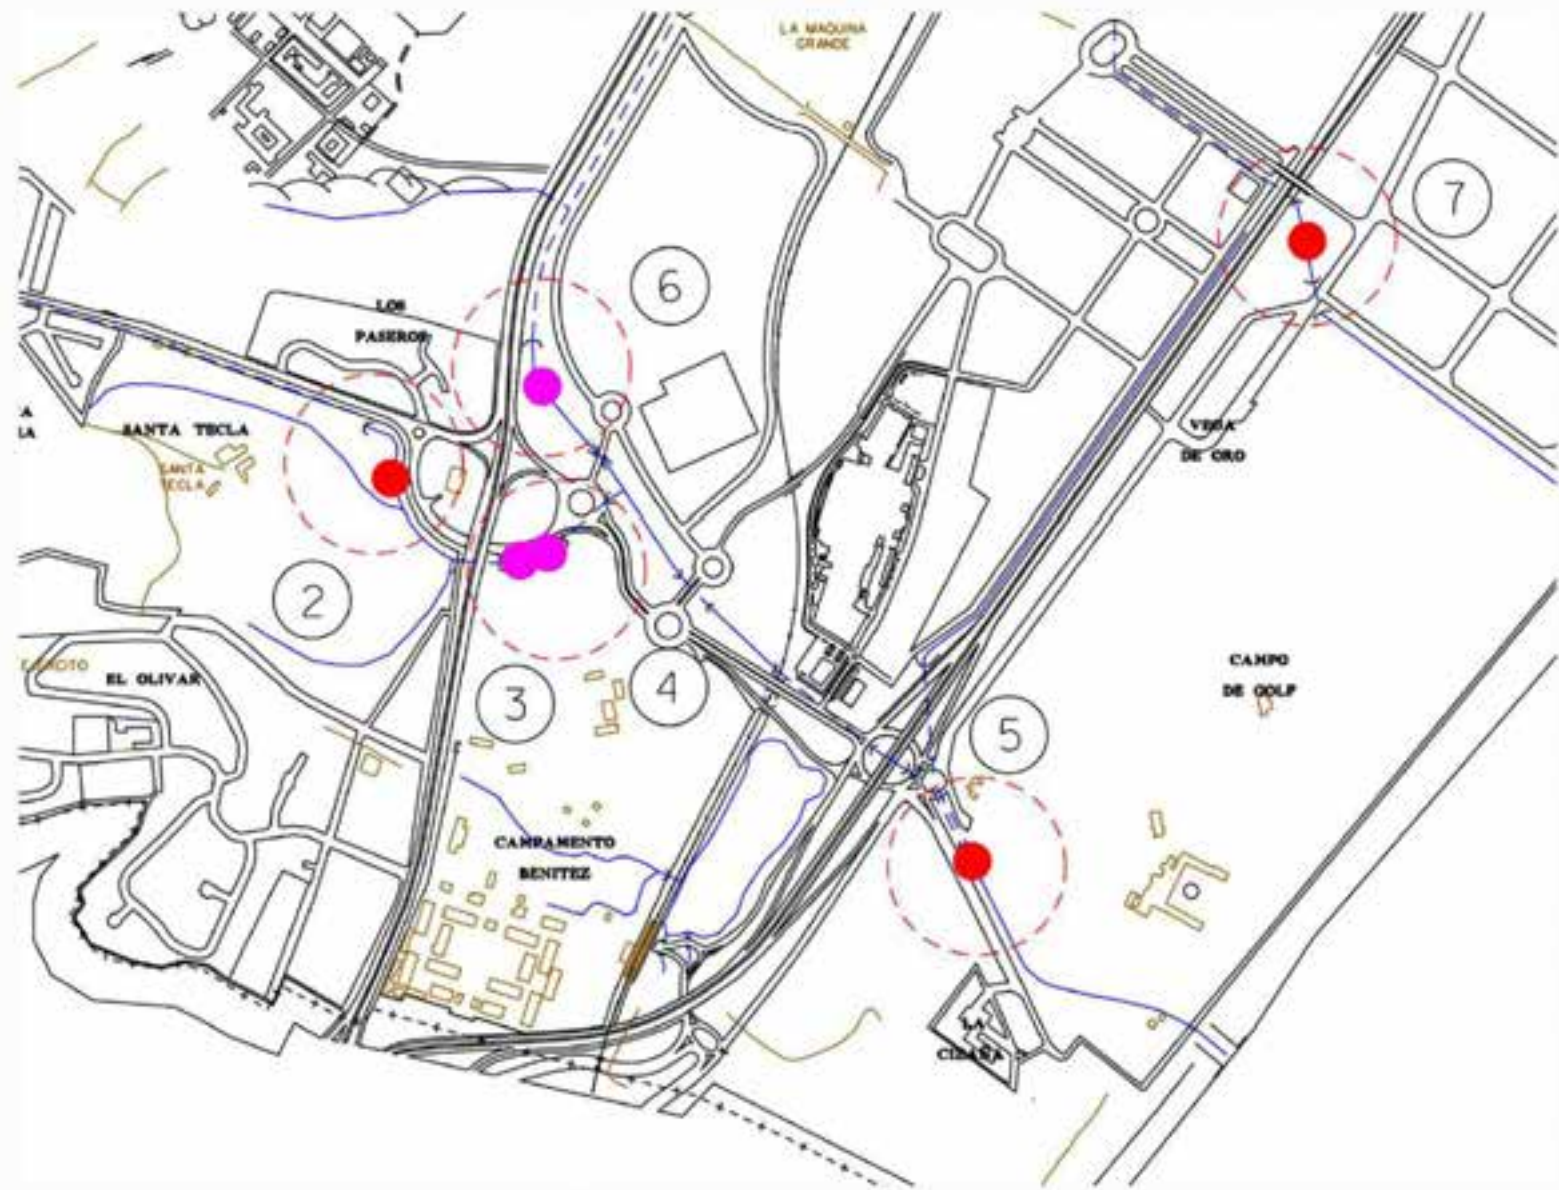 LA MAQUINA
GRANDE
7
6
LOS
PASEROS
SANTA TECLA
SANTA
TECLA
VEGA
DE ORO
2
EL OLIVAR
3
4
5
CAMPO
DE GOLF
CAMPAMENTO
BENITEZ
LA
CIZAÑA